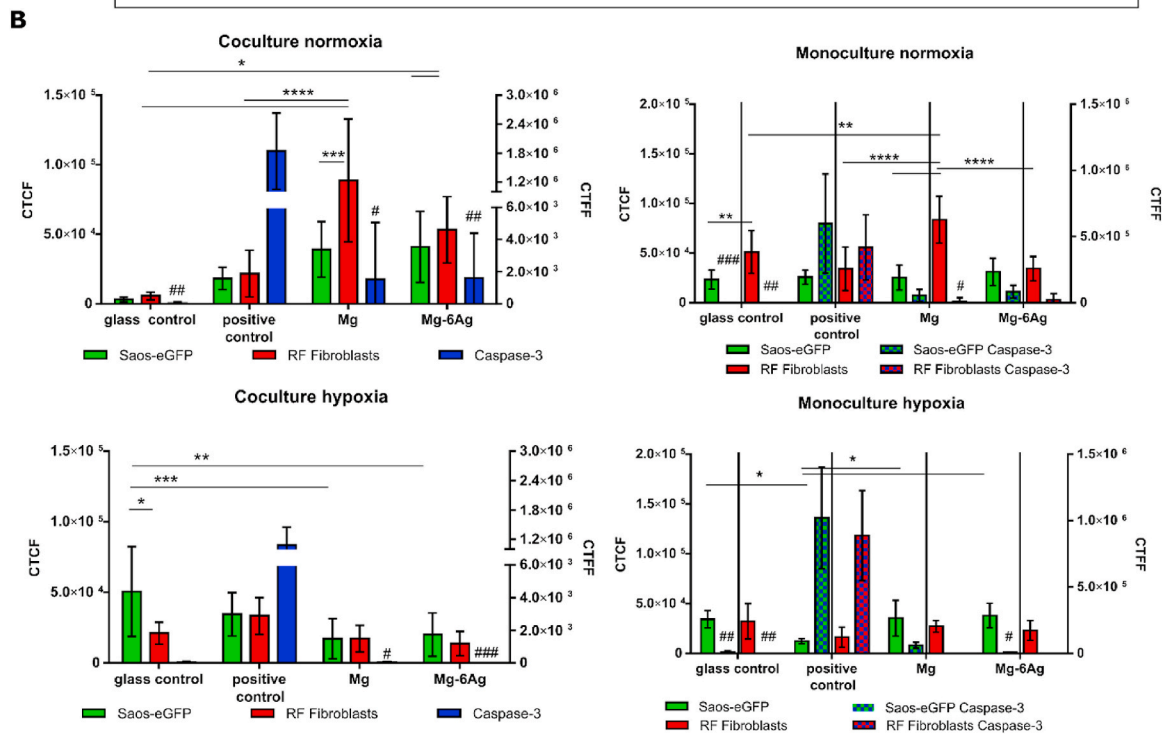 B
Coculture normoxia
*
****
***
#
##
##
1.5×10 5
1.0×10 5
5.0×10 4
0
CTCF
3.0×10 6
2.4×10 6
1.8×10 6
1.2×10 6
6.0×10 3
4.0×10 3
2.0×10 3
0
CTFF
glass control
positive control
Mg
Mg-6Ag
Saos-eGFP
RF Fibroblasts
Caspase-3
Monoculture normoxia
**
****
****
**
###
##
#
2.0×10 5
1.5×10 5
1.0×10 5
5.0×10 4
0
CTCF
1.5×10 6
1.0×10 6
5.0×10 5
0
CTFF
glass control
positive
control
Mg
Mg-6Ag
Saos-eGFP
Saos-eGFP Caspase-3
RF Fibroblasts
RF Fibroblasts Caspase-3
Coculture hypoxia
**
***
*
#
###
1.5×10 5
1.0×10 5
5.0×10 4
0
CTCF
3.0×10 6
2.4×10 6
1.8×10 6
1.2×10 6
6.0×10 3
4.0×10 3
2.0×10 3
0
CTFF
glass control
positive
control
Mg
Mg-6Ag
Saos-eGFP
RF Fibroblasts
Caspase-3
Monoculture hypoxia
*
*
##
##
#
2.0×10 5
1.5×10 5
1.0×10 5
5.0×10 4
0
CTCF
1.5×10 6
1.0×10 6
5.0×10 5
0
CTFF
glass control
positive
control
Mg
Mg-6Ag
Saos-eGFP
Saos-eGFP Caspase-3
RF Fibroblasts
RF Fibroblasts Caspase-3